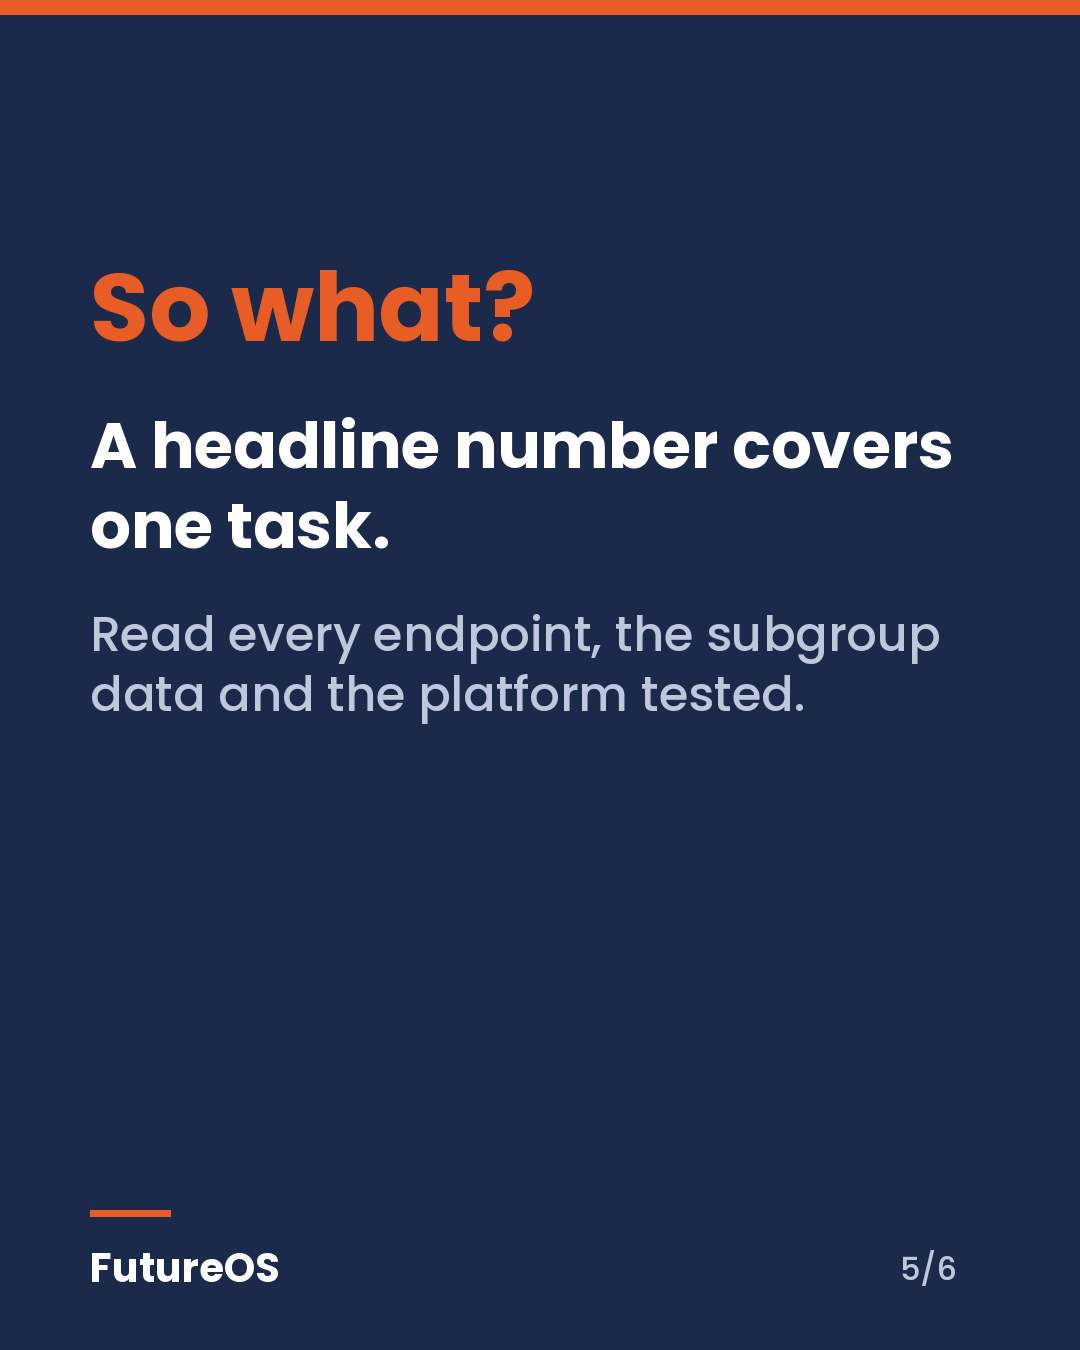 So what?
A headline number covers
one task.
Read every endpoint, the subgroup
data and the platform tested.
FutureOS
5/6